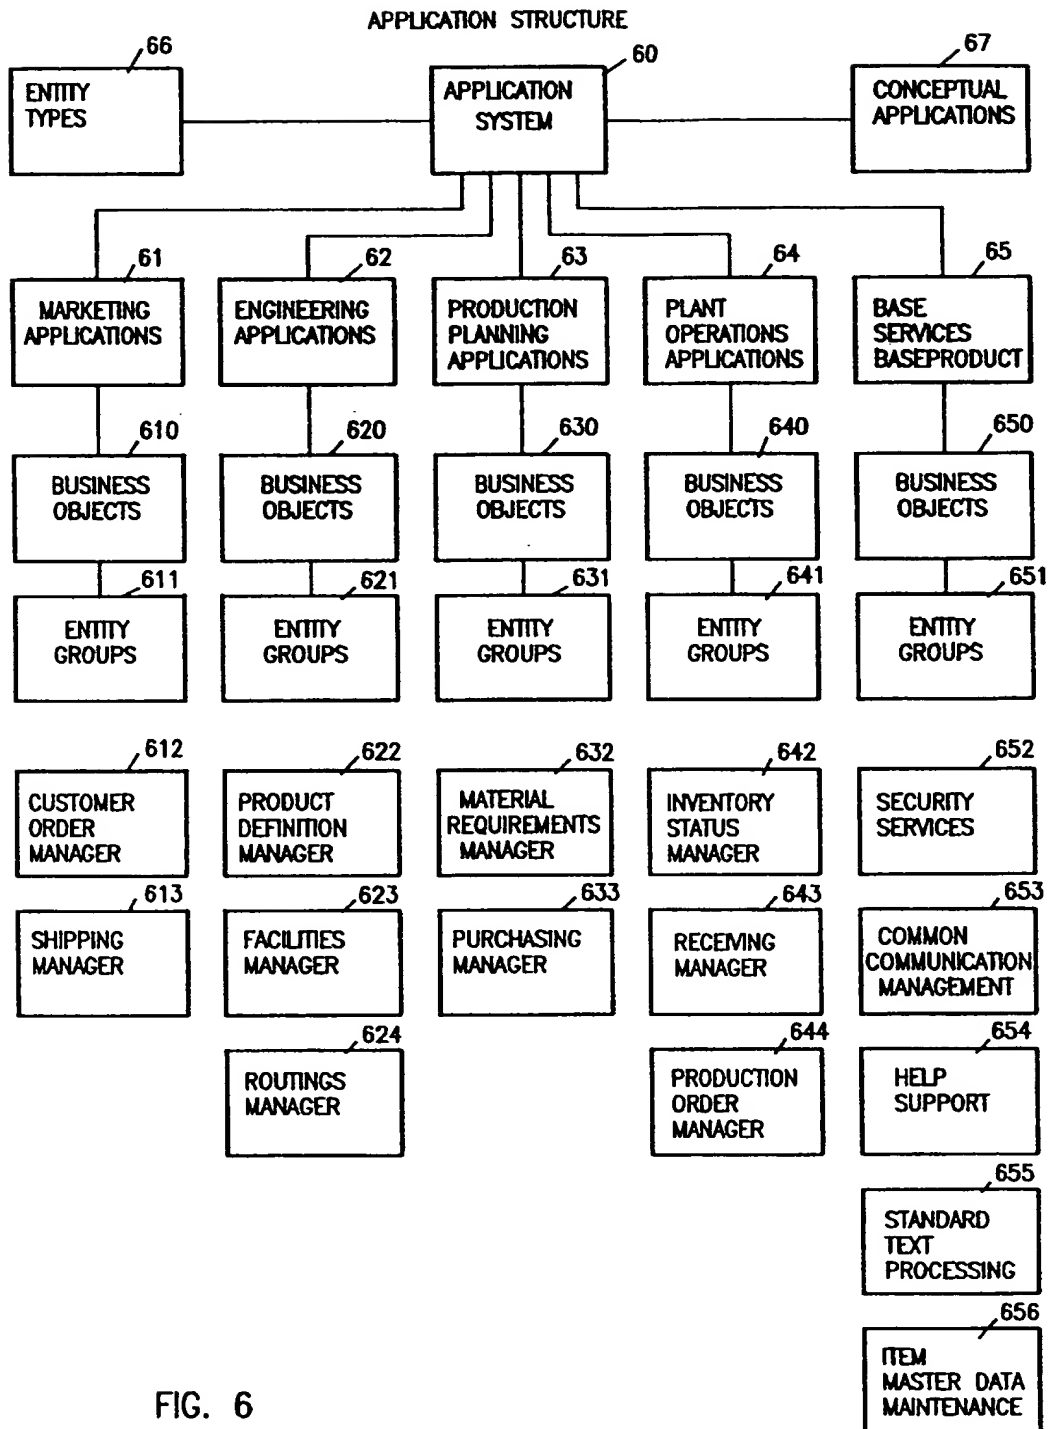 APPLICATION STRUCTURE
66
60
67
ENTITY
TYPES
APPLICATION
SYSTEM
CONCEPTUAL
APPLICATIONS
61
62
63
64
65
MARKETING
APPLICATIONS
ENGINEERING
APPLICATIONS
PRODUCTION
PLANNING
APPLICATIONS
PLANT
OPERATIONS
APPLICATIONS
BASE
SERVICES
BASEPRODUCT
610
620
630
640
650
BUSINESS
OBJECTS
BUSINESS
OBJECTS
BUSINESS
OBJECTS
BUSINESS
OBJECTS
BUSINESS
OBJECTS
611
621
631
641
651
ENTITY
GROUPS
ENTITY
GROUPS
ENTITY
GROUPS
ENTITY
GROUPS
ENTITY
GROUPS
612
622
632
642
652
CUSTOMER
ORDER
MANAGER
PRODUCT
DEFINITION
MANAGER
MATERIAL
REQUIREMENTS
MANAGER
INVENTORY
STATUS
MANAGER
SECURITY
SERVICES
613
623
633
643
653
SHIPPING
MANAGER
FACILITIES
MANAGER
PURCHASING
MANAGER
RECEIVING
MANAGER
COMMON
COMMUNICATION
MANAGEMENT
624
644
654
ROUTINGS
MANAGER
PRODUCTION
ORDER
MANAGER
HELP
SUPPORT
655
STANDARD
TEXT
PROCESSING
656
ITEM
MASTER DATA
MAINTENANCE
FIG. 6